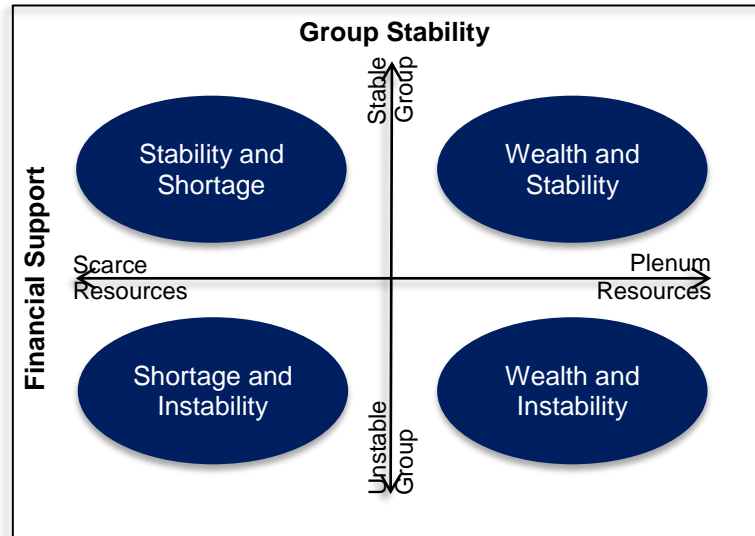 Group Stability
Stable
Group
Stability and
Shortage
Wealth and
Stability
Financial Support
Scarce
Resources
Plenum
Resources
Shortage and
Instability
Wealth and
Instability
Unstable
Group